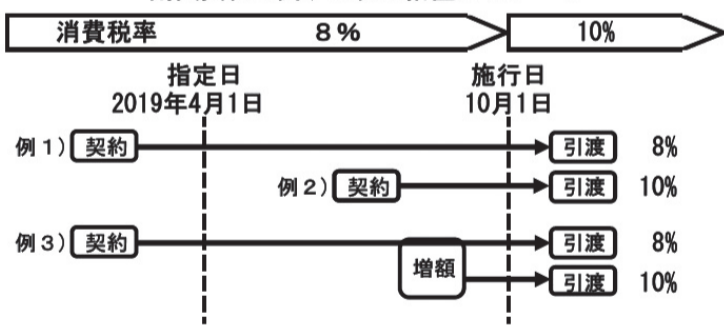 消費税率 8% 10%
指定日 施行日
2019年4月1日 10月1日
例1) 契約 引渡 8%
例2) 契約 引渡 10%
例3) 契約 引渡 8%
増額 引渡 10%